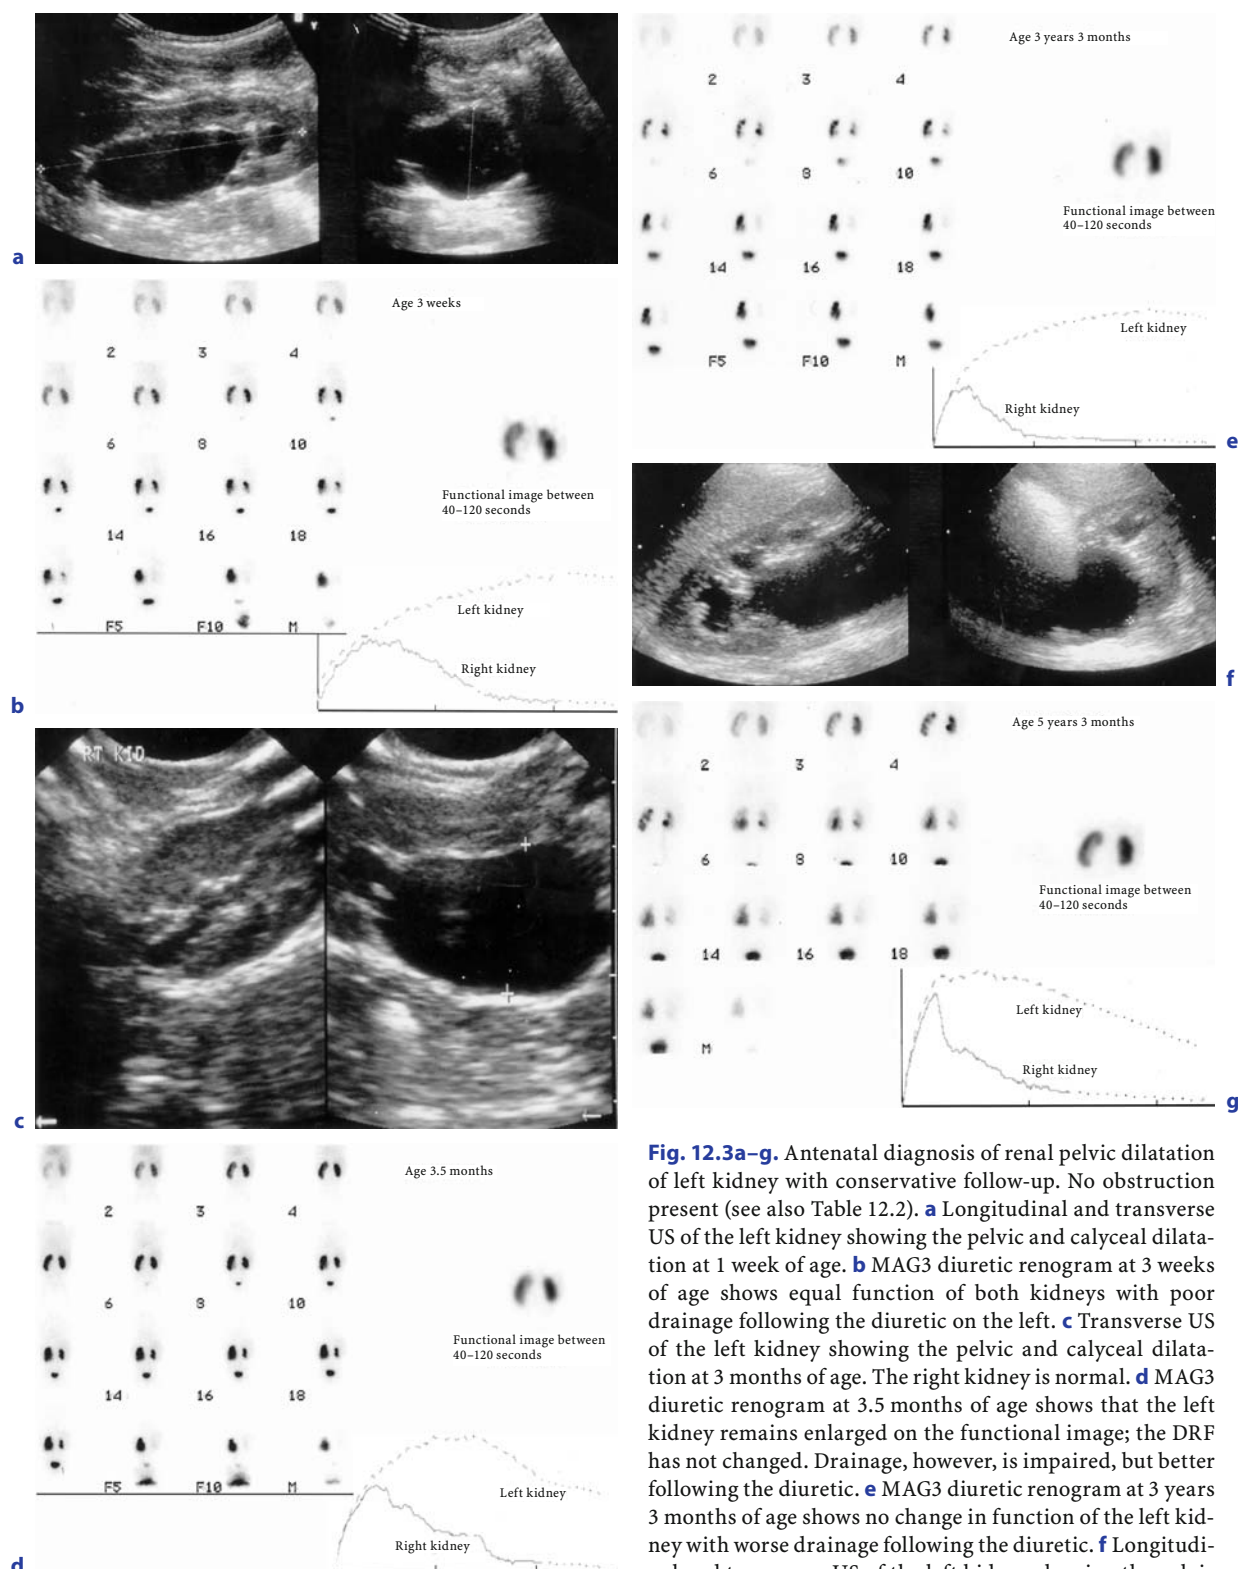 a
Age 3 weeks
2 3 4
6 8 10
14 16 18
F5 F10 M
Functional image between
40–120 seconds
Left kidney
Right kidney
b
RT KID
c
Age 3.5 months
2 3 4
6 8 10
14 16 18
F5 F10 M
Functional image between
40–120 seconds
Left kidney
Right kidney
d
Age 3 years 3 months
2 3 4
6 8 10
14 16 18
F5 F10 M
Functional image between
40–120 seconds
Left kidney
Right kidney
e
f
Age 5 years 3 months
2 3 4
6 8 10
14 16 18
M
Functional image between
40–120 seconds
Left kidney
Right kidney
g
Fig. 12.3a–g. Antenatal diagnosis of renal pelvic dilatation
of left kidney with conservative follow-up. No obstruction
present (see also Table 12.2). a Longitudinal and transverse
US of the left kidney showing the pelvic and calyceal dilata-
tion at 1 week of age. b MAG3 diuretic renogram at 3 weeks
of age shows equal function of both kidneys with poor
drainage following the diuretic on the left. c Transverse US
of the left kidney showing the pelvic and calyceal dilata-
tion at 3 months of age. The right kidney is normal. d MAG3
diuretic renogram at 3.5 months of age shows that the left
kidney remains enlarged on the functional image; the DRF
has not changed. Drainage, however, is impaired, but better
following the diuretic. e MAG3 diuretic renogram at 3 years
3 months of age shows no change in function of the left kid-
ney with worse drainage following the diuretic. f Longitudi-